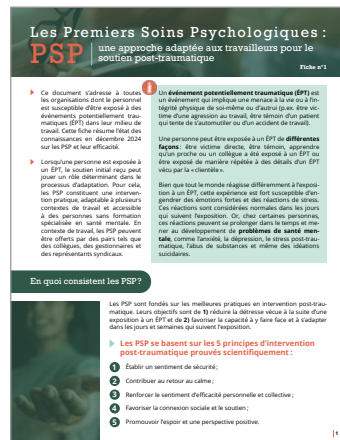 Les Premiers Soins Psychologiques :
PSP
une approche adaptée aux travailleurs pour le
soutien post-traumatique
Fiche n°1
Ce document s'adresse à toutes
les organisations dont le personnel
est susceptible d'être exposé à des
événements potentiellement trau-
matiques (ÉPT) dans leur milieu de
travail. Cette fiche résume l'état des
connaissances en décembre 2024
sur les PSP et leur efficacité.
Lorsqu'une personne est exposée à
un ÉPT, le soutien initial reçu peut
jouer un rôle déterminant dans le
processus d'adaptation. Pour cela,
les PSP constituent une interven-
tion pratique, adaptable à plusieurs
contextes de travail et accessible
à des personnes sans formation
spécialisée en santé mentale. En
contexte de travail, les PSP peuvent
être offerts par des pairs tels que
des collègues, des gestionnaires et
des représentants syndicaux.
Un événement potentiellement traumatique (ÉPT) est
un événement qui implique une menace à la vie ou à l'in-
tégrité physique de soi-même ou d'autrui (p.ex. être vic-
time d'une agression au travail, être témoin d'un patient
qui tente de s'automutiler ou d'un accident de travail).
Une personne peut être exposée à un ÉPT de différentes
façons : être victime directe, être témoin, apprendre
qu'un proche ou un collègue a été exposé à un ÉPT ou
être exposé de manière répétée à des détails d'un ÉPT
vécu par la « clientèle ».
Bien que tout le monde réagisse différemment à l'exposi-
tion à un ÉPT, cette expérience est fort susceptible d'en-
gendrer des émotions fortes et des réactions de stress.
Ces réactions sont considérées normales dans les jours
qui suivent l'exposition. Or, chez certaines personnes,
ces réactions peuvent se prolonger dans le temps et me-
ner au développement de problèmes de santé men-
tale, comme l'anxiété, la dépression, le stress post-trau-
matique, l'abus de substances et même des idéations
suicidaires.
En quoi consistent les PSP?
Les PSP sont fondés sur les meilleures pratiques en intervention post-trau-
matique. Leurs objectifs sont de 1) réduire la détresse vécue à la suite d'une
exposition à un ÉPT et de 2) favoriser la capacité à y faire face et à s'adapter
dans les jours et semaines qui suivent l'exposition.
Les PSP se basent sur les 5 principes d'intervention
post-traumatique prouvés scientifiquement :
1 Établir un sentiment de sécurité ;
2 Contribuer au retour au calme ;
3 Renforcer le sentiment d'efficacité personnelle et collective ;
4 Favoriser la connexion sociale et le soutien ;
5 Promouvoir l'espoir et une perspective positive.
1